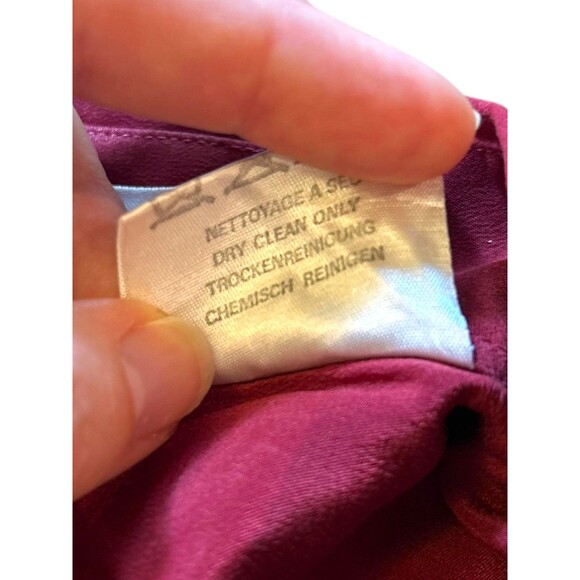 NETTOYAGE A SEC
DRY CLEAN ONLY
TROCKENREINIGUNG
CHEMISCH REINIGEN